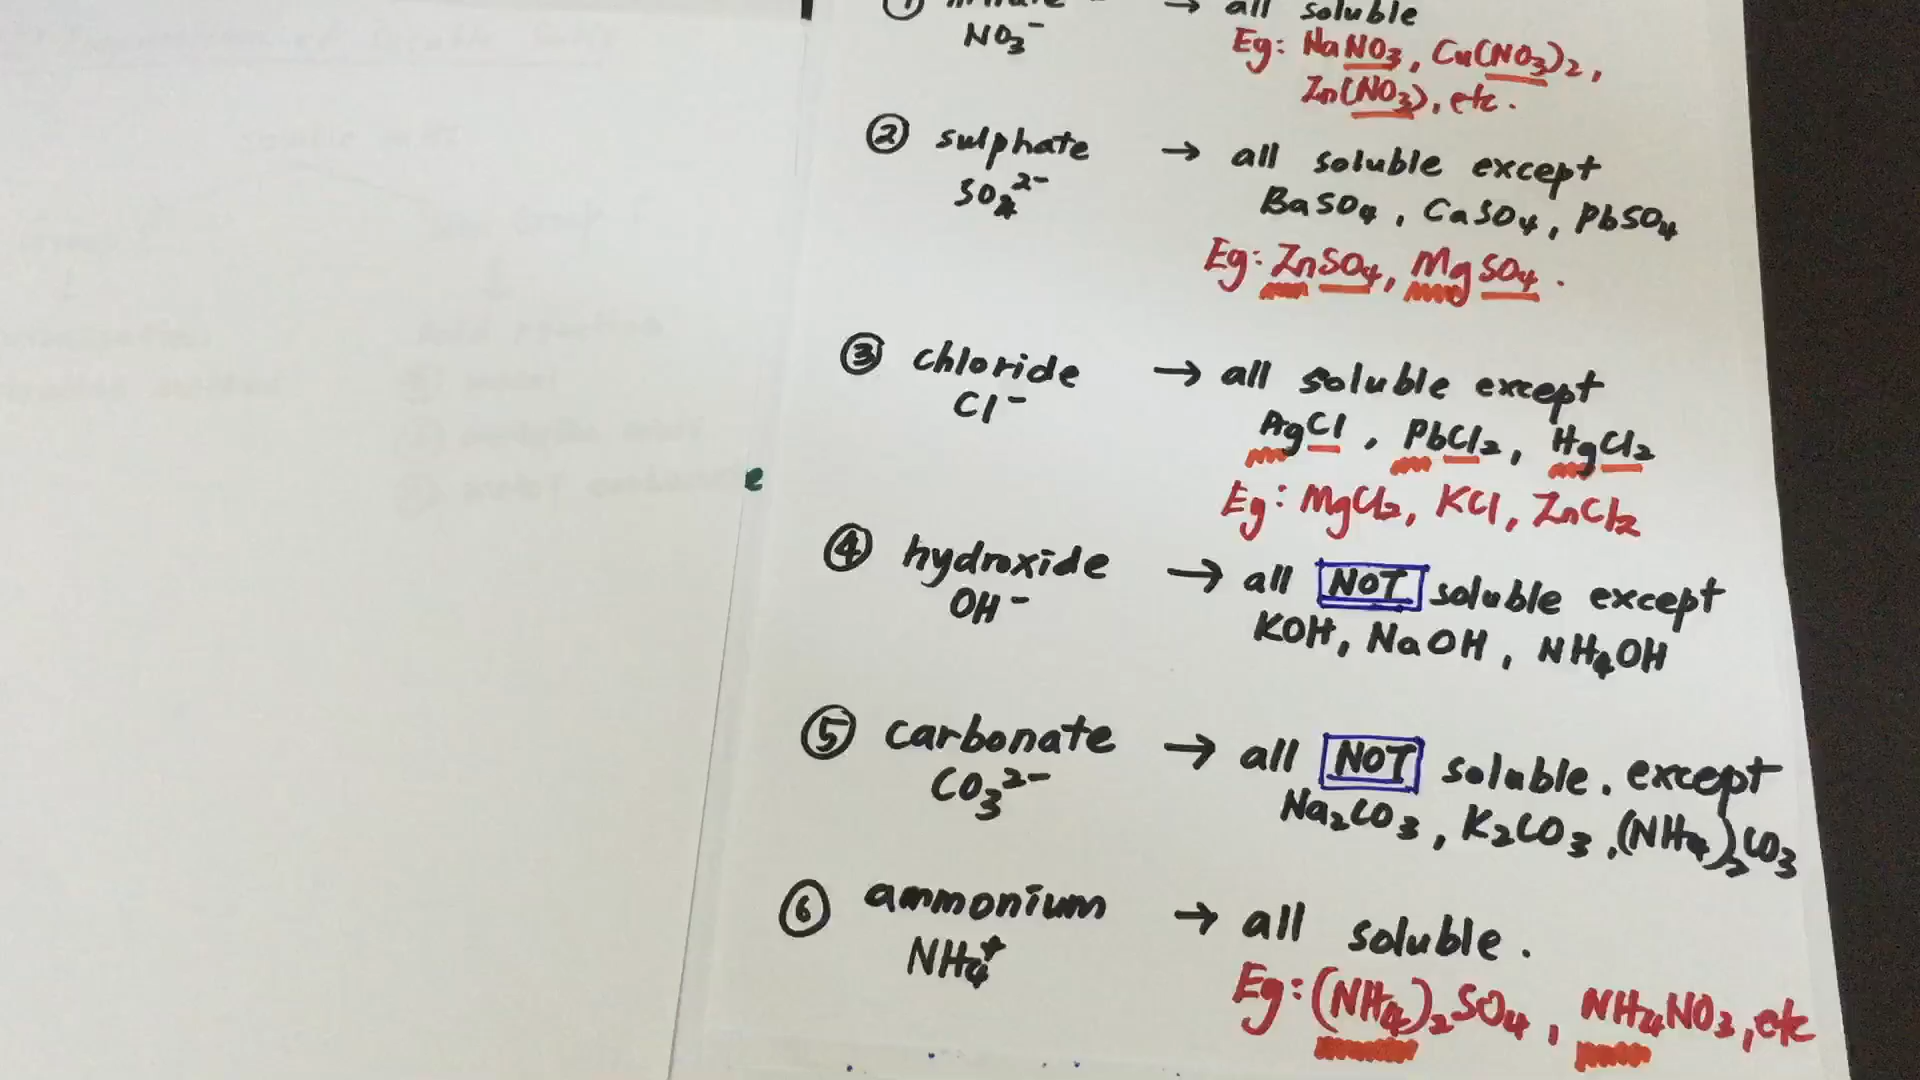 ① → all soluble
NO₃⁻ Eg: NaNO₃, Cu(NO₃)₂,
Zn(NO₃), etc.
② sulphate → all soluble except
SO₄²⁻ BaSO₄, CaSO₄, PbSO₄
Eg: ZnSO₄, MgSO₄.
③ chloride → all soluble except
Cl⁻ AgCl, PbCl₂, HgCl₂
Eg: MgCl₂, KCl, ZnCl₂
④ hydroxide → all NOT soluble except
OH⁻ KOH, NaOH, NH₄OH
e
⑤ carbonate → all NOT soluble. except
CO₃²⁻ Na₂CO₃, K₂CO₃, (NH₄)₂CO₃
⑥ ammonium → all soluble.
NH₄⁺ Eg: (NH₄)₂SO₄, NH₄NO₃, etc